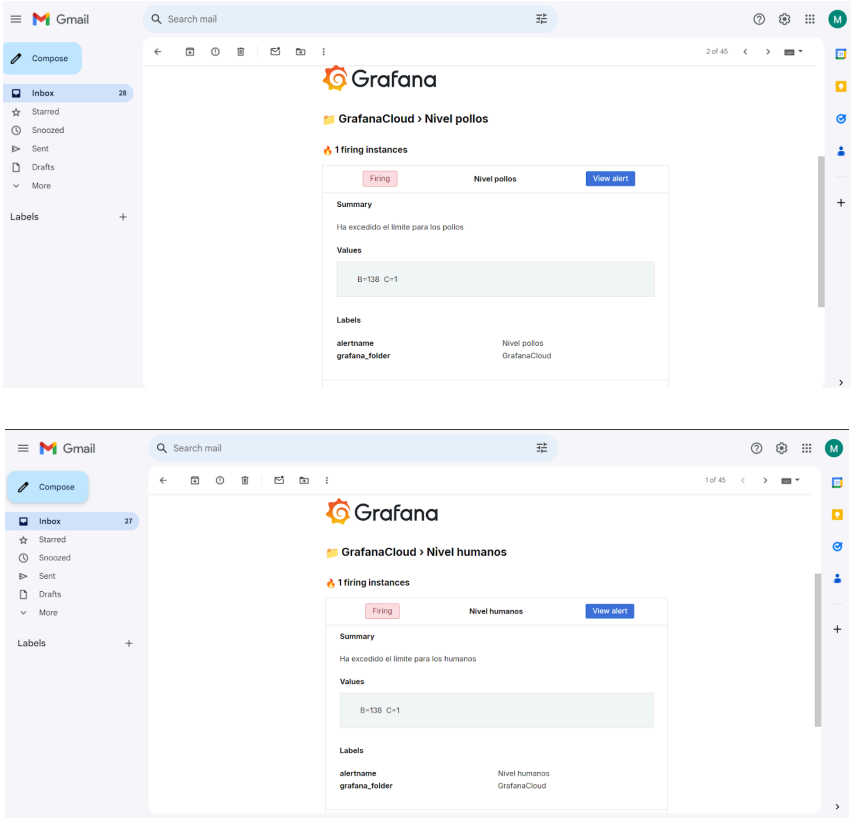 Gmail
Search mail
M
Compose
2 of 45
Inbox 28
Starred
Snoozed
Sent
Drafts
More
Labels
Grafana
GrafanaCloud › Nivel pollos
1 firing instances
Firing Nivel pollos View alert
Summary
Ha excedido el límite para los pollos
Values
B=138 C=1
Labels
alertname Nivel pollos
grafana_folder GrafanaCloud
Gmail
Search mail
M
Compose
1 of 45
Inbox 27
Starred
Snoozed
Sent
Drafts
More
Labels
Grafana
GrafanaCloud › Nivel humanos
1 firing instances
Firing Nivel humanos View alert
Summary
Ha excedido el límite para los humanos
Values
B=138 C=1
Labels
alertname Nivel humanos
grafana_folder GrafanaCloud